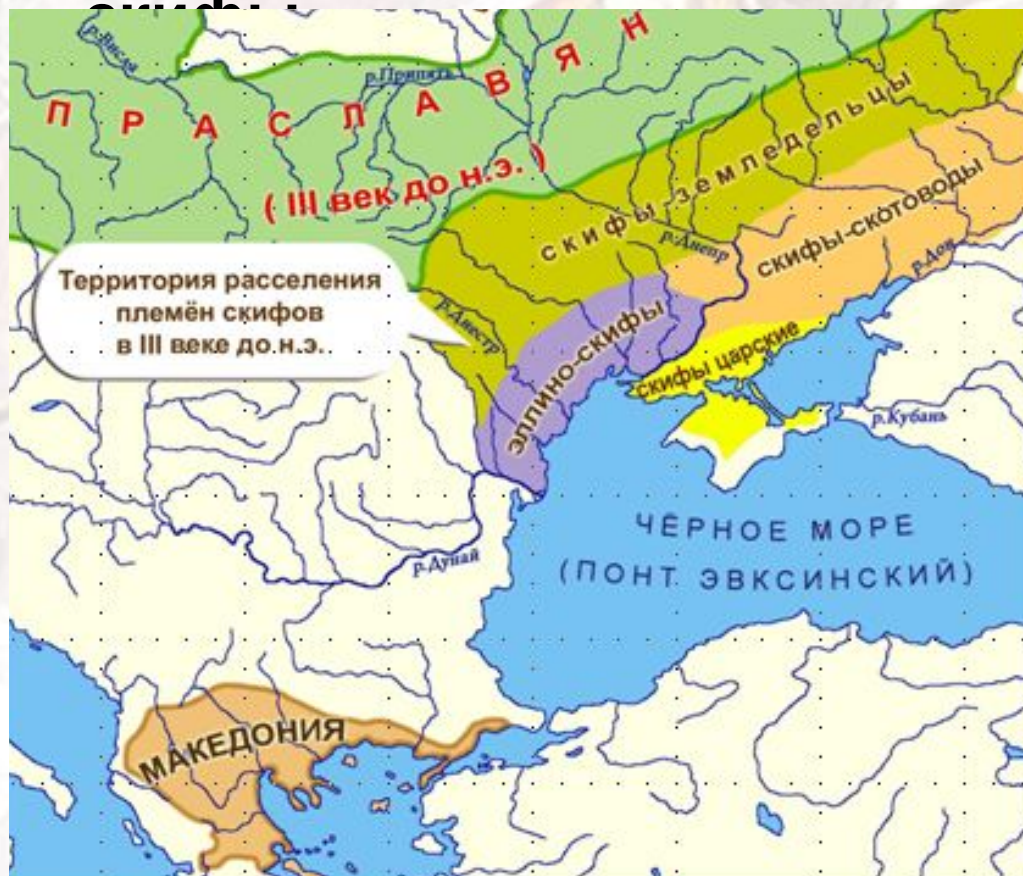 скифы
р.Висла
р.Припять
ПРАСЛАВЯН
( III век до н.э. )
скифы-земледельцы
скифы-скотоводы
р.Днепр
р.Дон
Территория расселения
племён скифов
в III веке до н.э.
р.Днестр
эллино-скифы
скифы царские
р.Кубань
ЧЁРНОЕ МОРЕ
(ПОНТ ЭВКСИНСКИЙ)
р.Дунай
МАКЕДОНИЯ